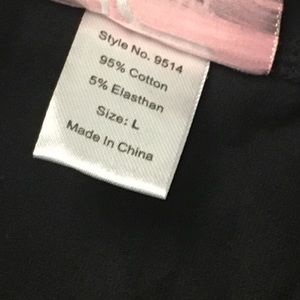 Style No. 9514
95% Cotton
5% Elasthan
Size: L
Made In China